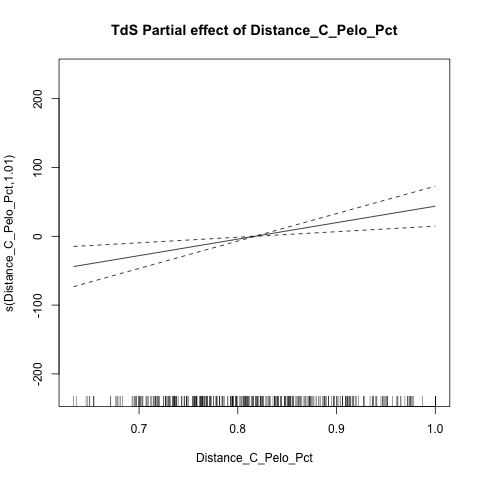 TdS Partial effect of Distance_C_Pelo_Pct
s(Distance_C_Pelo_Pct,1.01)
200
100
0
-100
-200
0.7 0.8 0.9 1.0
Distance_C_Pelo_Pct